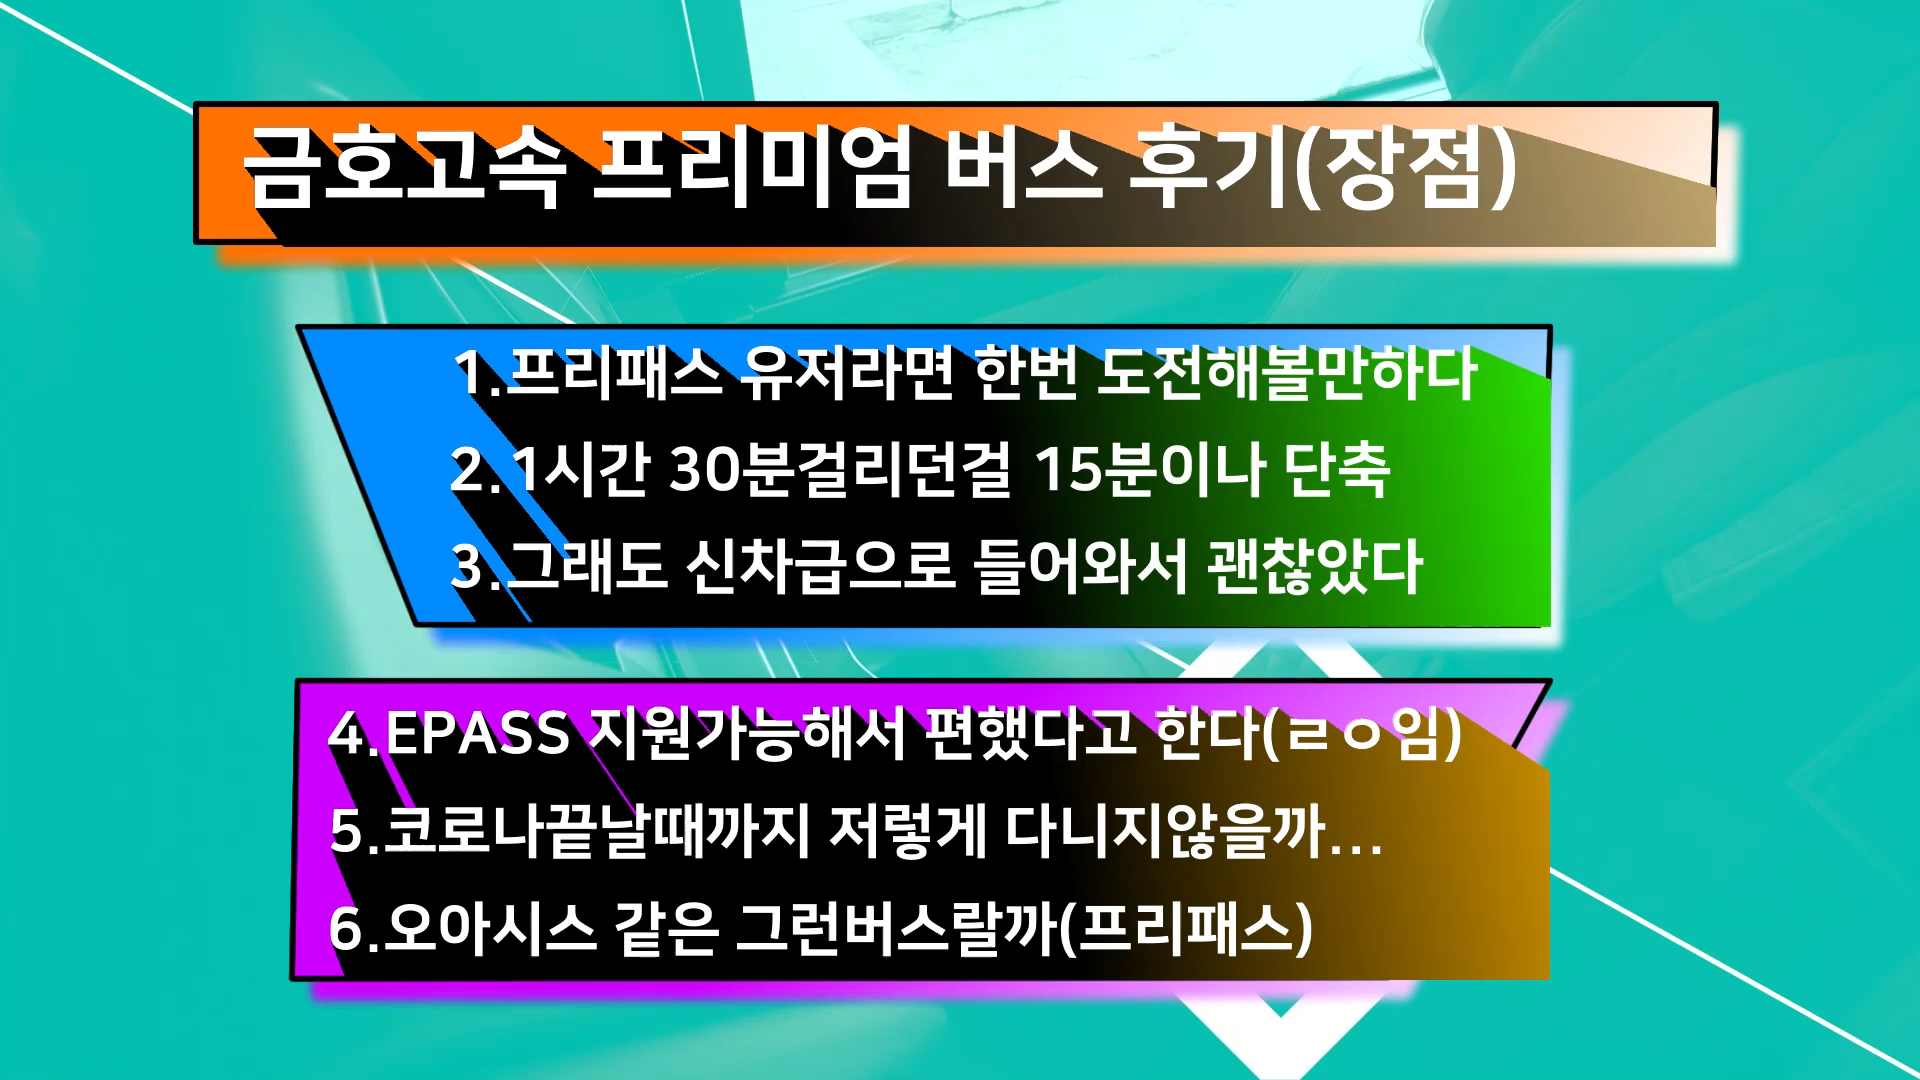 금호고속 프리미엄 버스 후기(장점)
1.프리패스 유저라면 한번 도전해볼만하다
2.1시간 30분걸리던걸 15분이나 단축
3.그래도 신차급으로 들어와서 괜찮았다
4.EPASS 지원가능해서 편했다고 한다(ㄹㅇ임)
5.코로나끝날때까지 저렇게 다니지않을까...
6.오아시스 같은 그런버스랄까(프리패스)